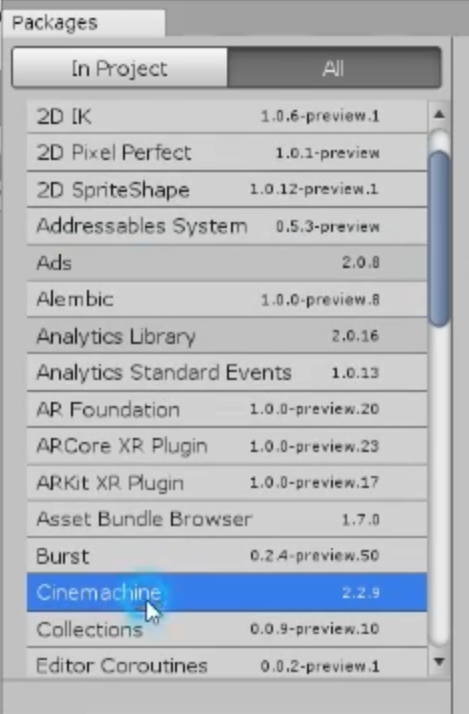 Packages
In Project All
2D IK 1.0.6-preview.1
2D Pixel Perfect 1.0.1-preview
2D SpriteShape 1.0.12-preview.1
Addressables System 0.5.3-preview
Ads 2.0.8
Alembic 1.0.0-preview.8
Analytics Library 2.0.16
Analytics Standard Events 1.0.13
AR Foundation 1.0.0-preview.20
ARCore XR Plugin 1.0.0-preview.23
ARKit XR Plugin 1.0.0-preview.17
Asset Bundle Browser 1.7.0
Burst 0.2.4-preview.50
Cinemachine 2.2.9
Collections 0.0.9-preview.10
Editor Coroutines 0.0.2-preview.1